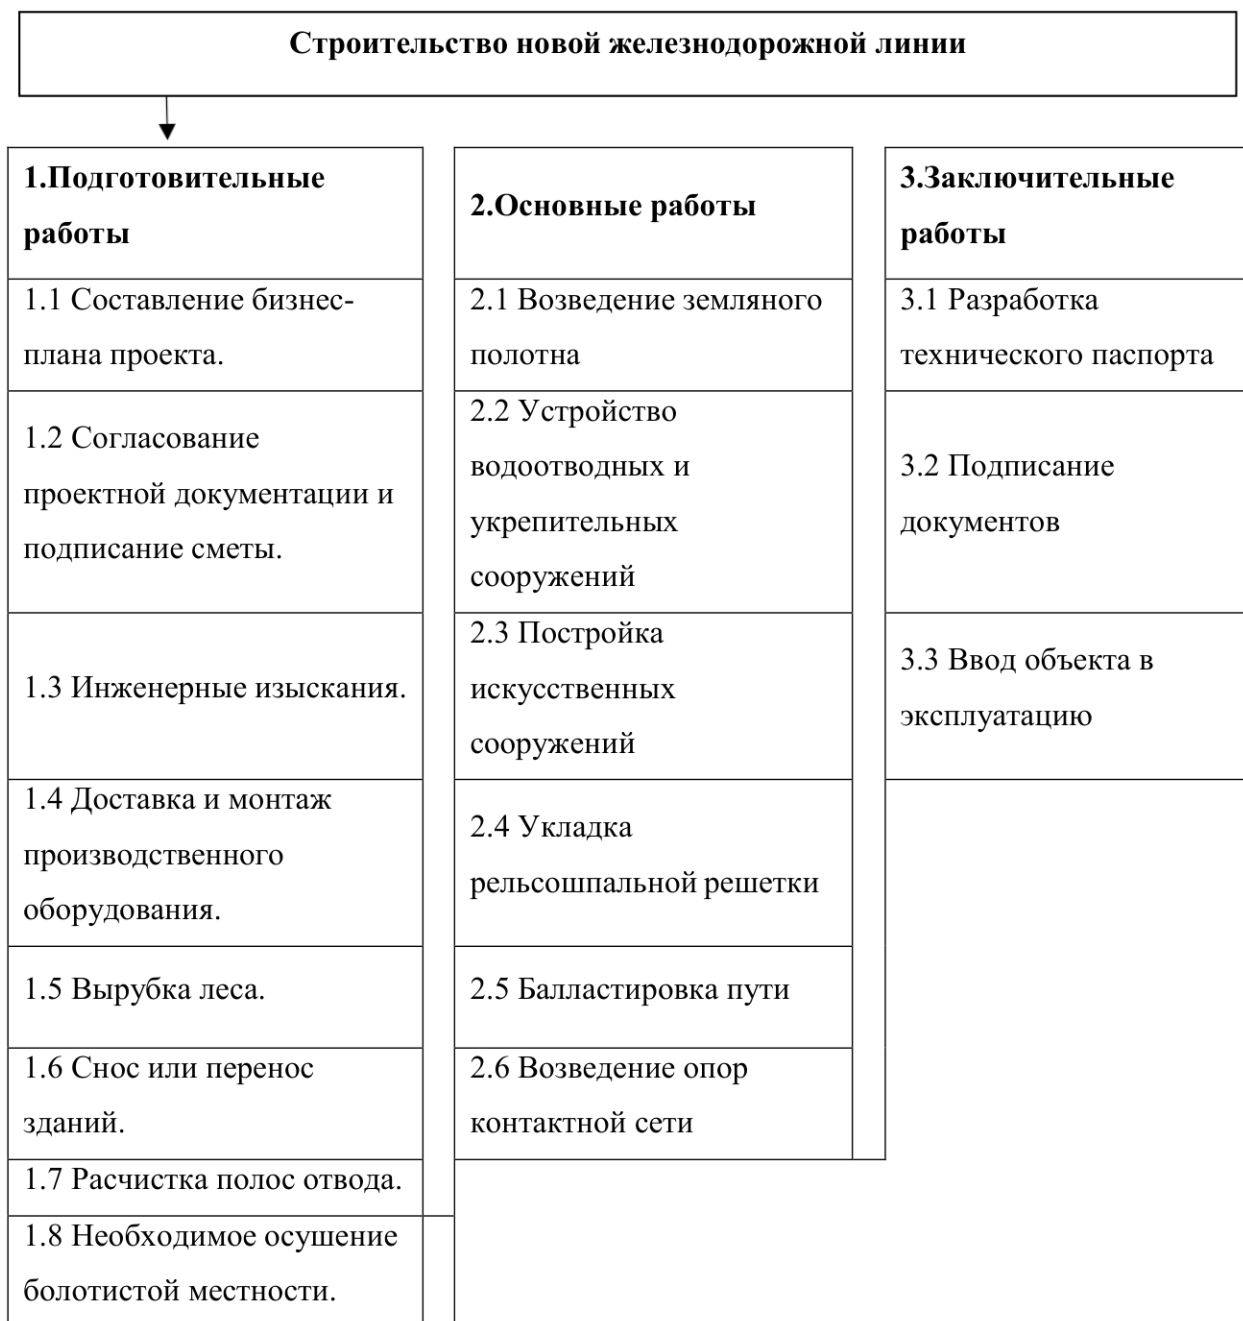 Строительство новой железнодорожной линии
1.Подготовительные
работы
1.1 Составление бизнес-
плана проекта.
1.2 Согласование
проектной документации и
подписание сметы.
1.3 Инженерные изыскания.
1.4 Доставка и монтаж
производственного
оборудования.
1.5 Вырубка леса.
1.6 Снос или перенос
зданий.
1.7 Расчистка полос отвода.
1.8 Необходимое осушение
болотистой местности.
2.Основные работы
2.1 Возведение земляного
полотна
2.2 Устройство
водоотводных и
укрепительных
сооружений
2.3 Постройка
искусственных
сооружений
2.4 Укладка
рельсошпальной решетки
2.5 Балластировка пути
2.6 Возведение опор
контактной сети
3.Заключительные
работы
3.1 Разработка
технического паспорта
3.2 Подписание
документов
3.3 Ввод объекта в
эксплуатацию